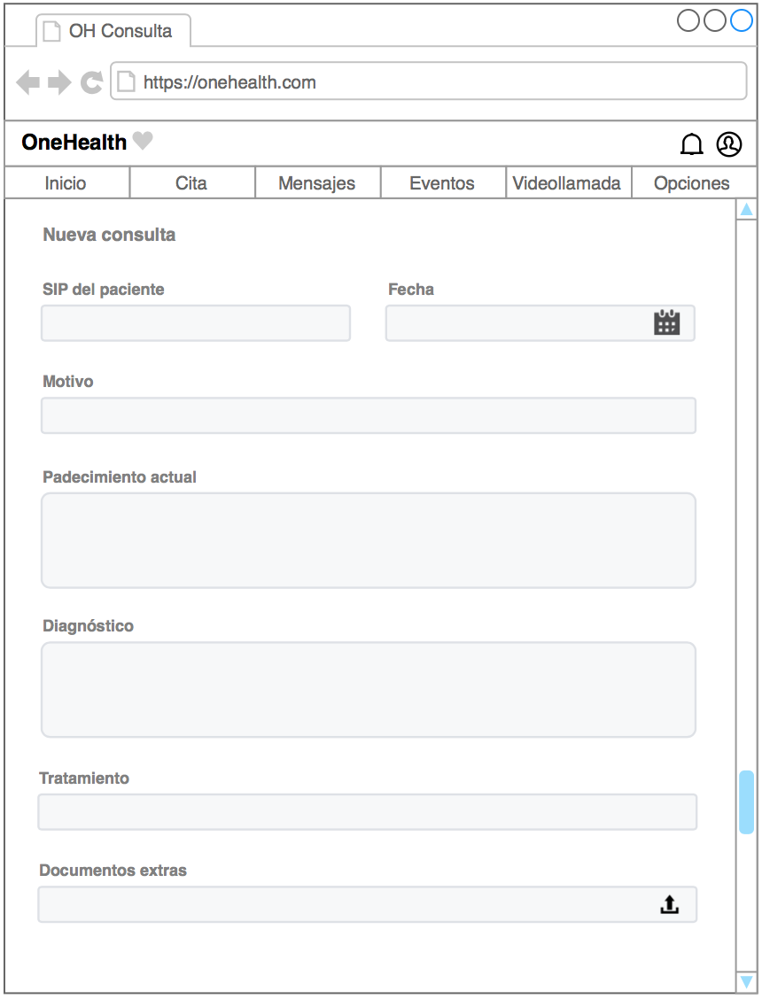 OH Consulta
https://onehealth.com
OneHealth
Inicio Cita Mensajes Eventos Videollamada Opciones
Nueva consulta
SIP del paciente Fecha
Motivo
Padecimiento actual
Diagnóstico
Tratamiento
Documentos extras